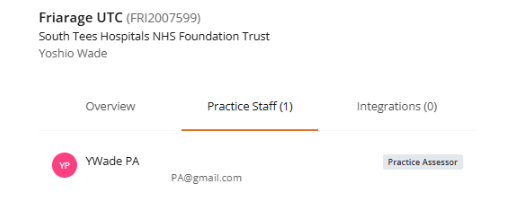 Friarage UTC (FRI2007599)
South Tees Hospitals NHS Foundation Trust
Yoshio Wade
Overview Practice Staff (1) Integrations (0)
YP YWade PA Practice Assessor
PA@gmail.com